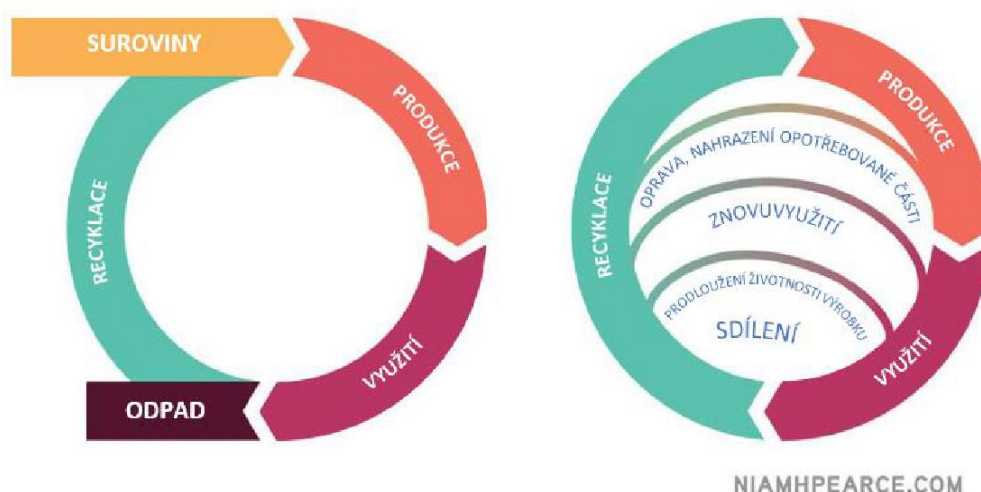 SUROVINY
PRODUKCE
RECYKLACE
VYUŽITÍ
ODPAD
PRODUKCE
OPRAVA, NAHRAZENÍ OPOTŘEBOVANÉ ČÁSTI
ZNOVUVYUŽITÍ
RECYKLACE
PRODLOUŽENÍ ŽIVOTNOSTI VÝROBKU
SDÍLENÍ
VYUŽITÍ
NIAMHPEARCE.COM